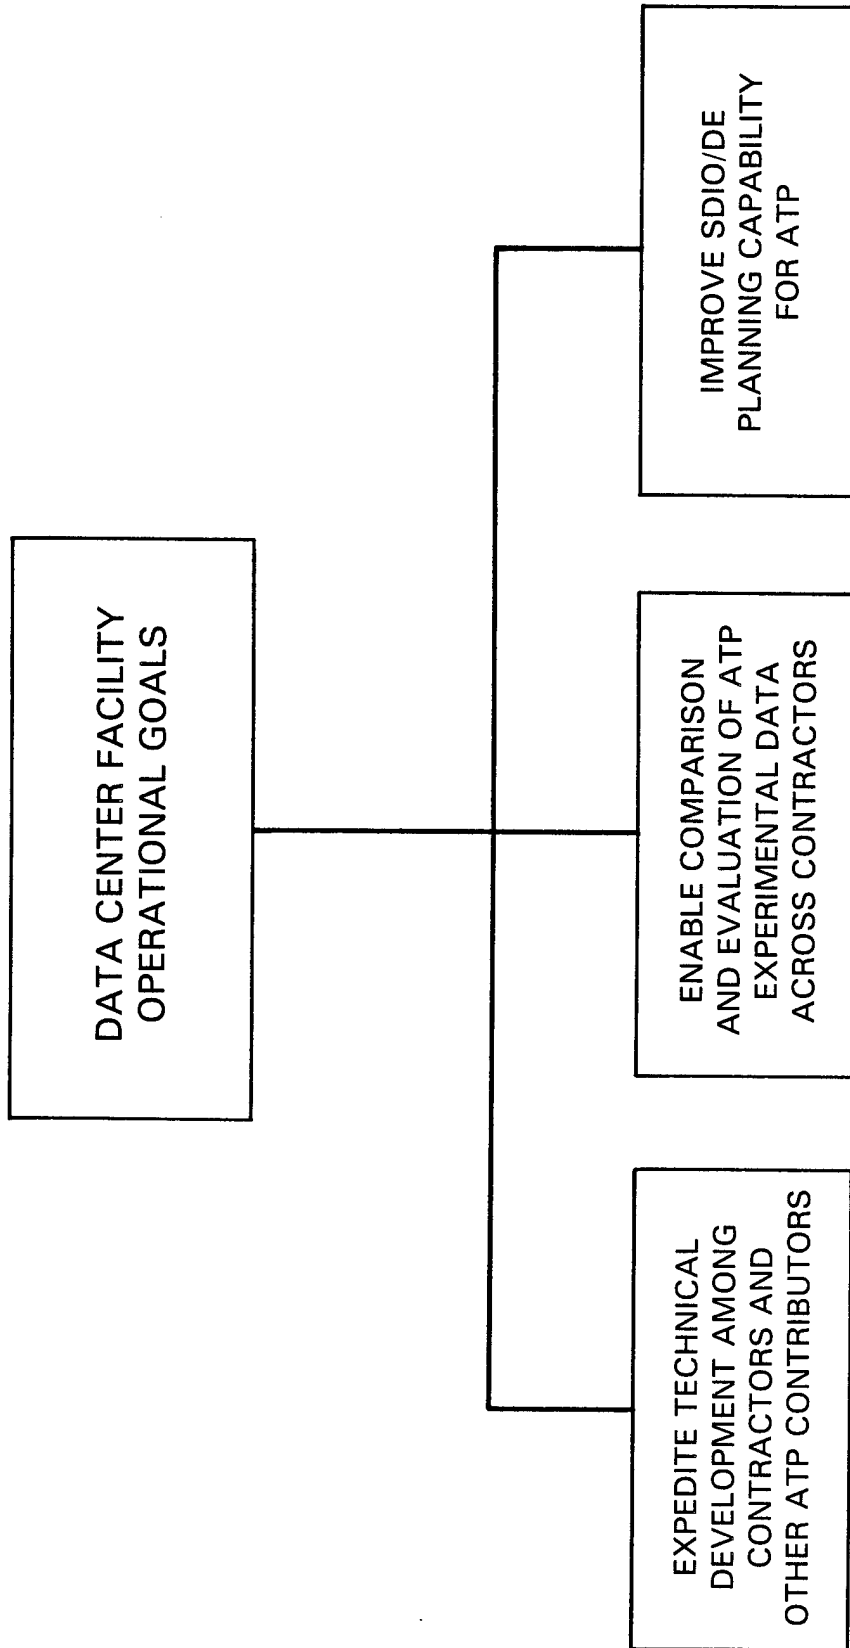 DATA CENTER FACILITY
OPERATIONAL GOALS
EXPEDITE TECHNICAL
DEVELOPMENT AMONG
CONTRACTORS AND
OTHER ATP CONTRIBUTORS
ENABLE COMPARISON
AND EVALUATION OF ATP
EXPERIMENTAL DATA
ACROSS CONTRACTORS
IMPROVE SDIO/DE
PLANNING CAPABILITY
FOR ATP